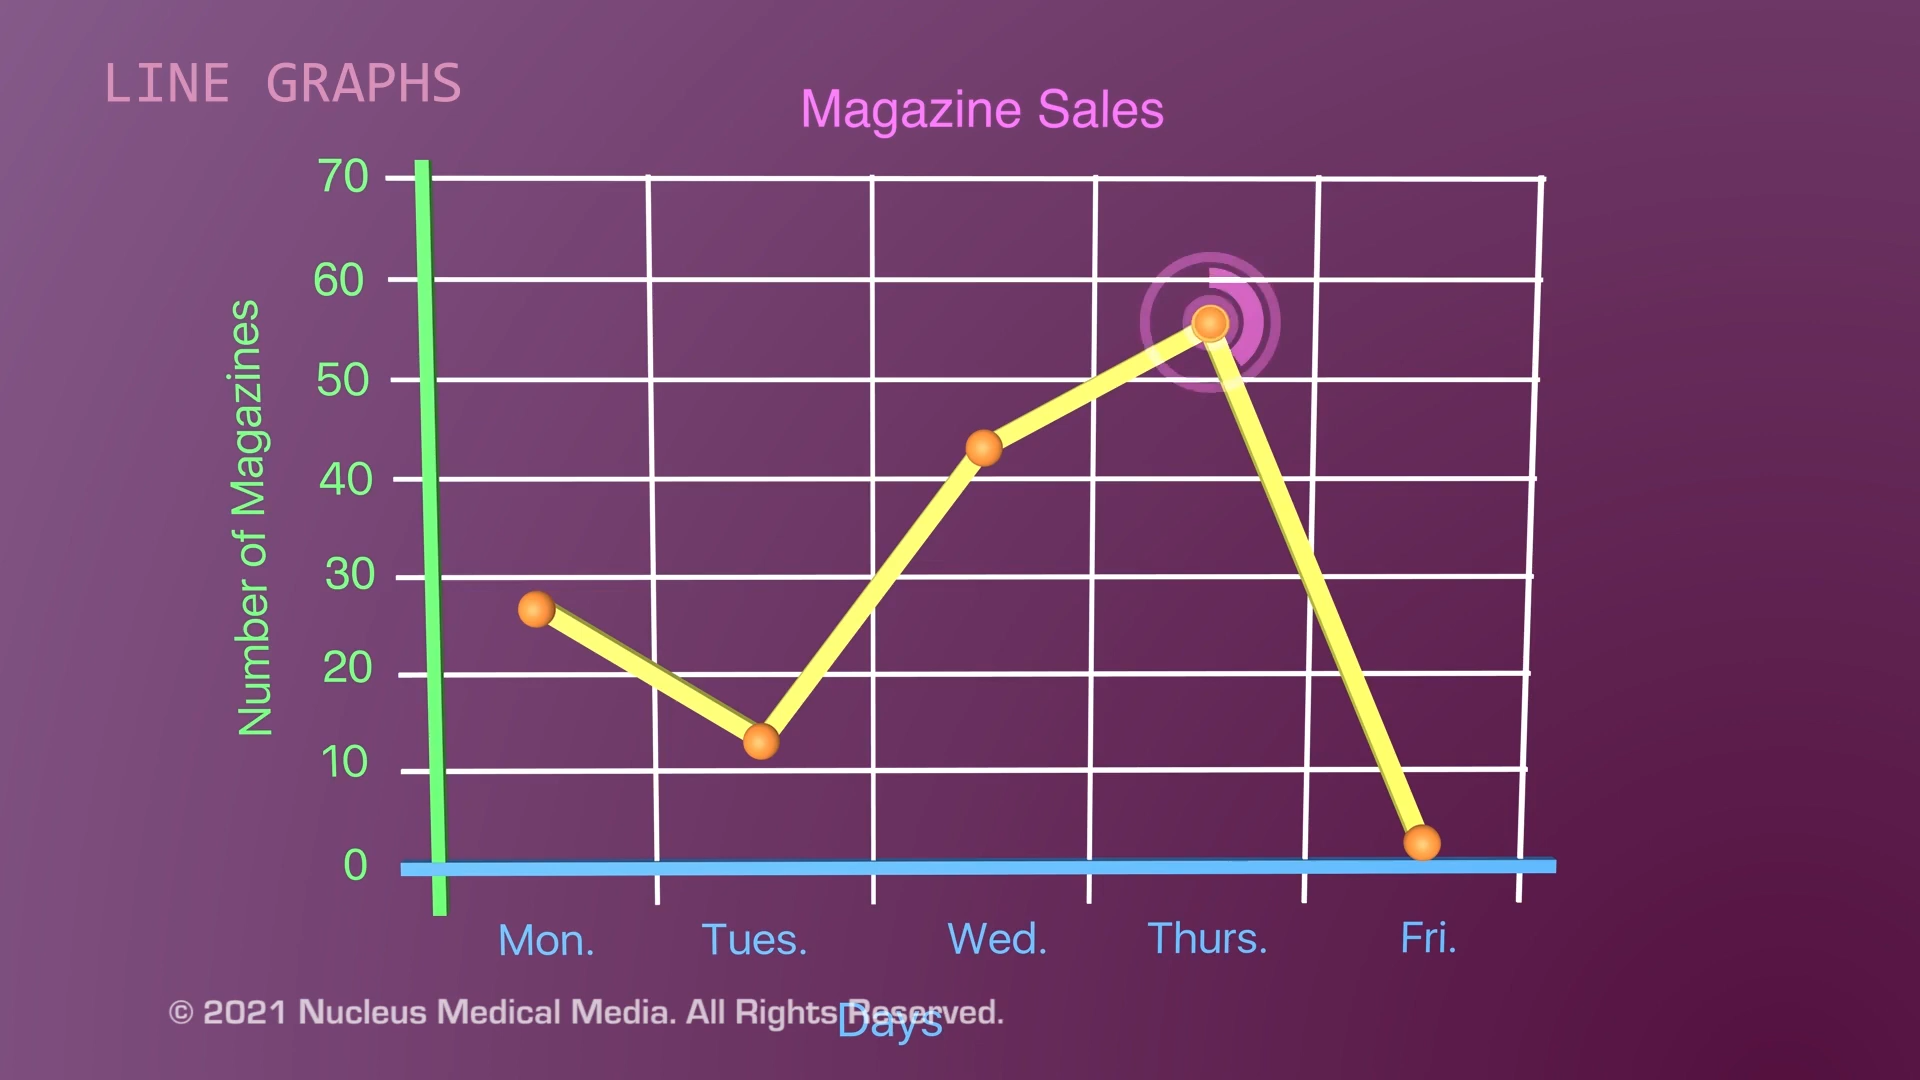 LINE GRAPHS
Magazine Sales
70
60
50
40
30
20
10
0
Number of Magazines
Mon.
Tues.
Wed.
Thurs.
Fri.
Days
© 2021 Nucleus Medical Media. All Rights Reserved.